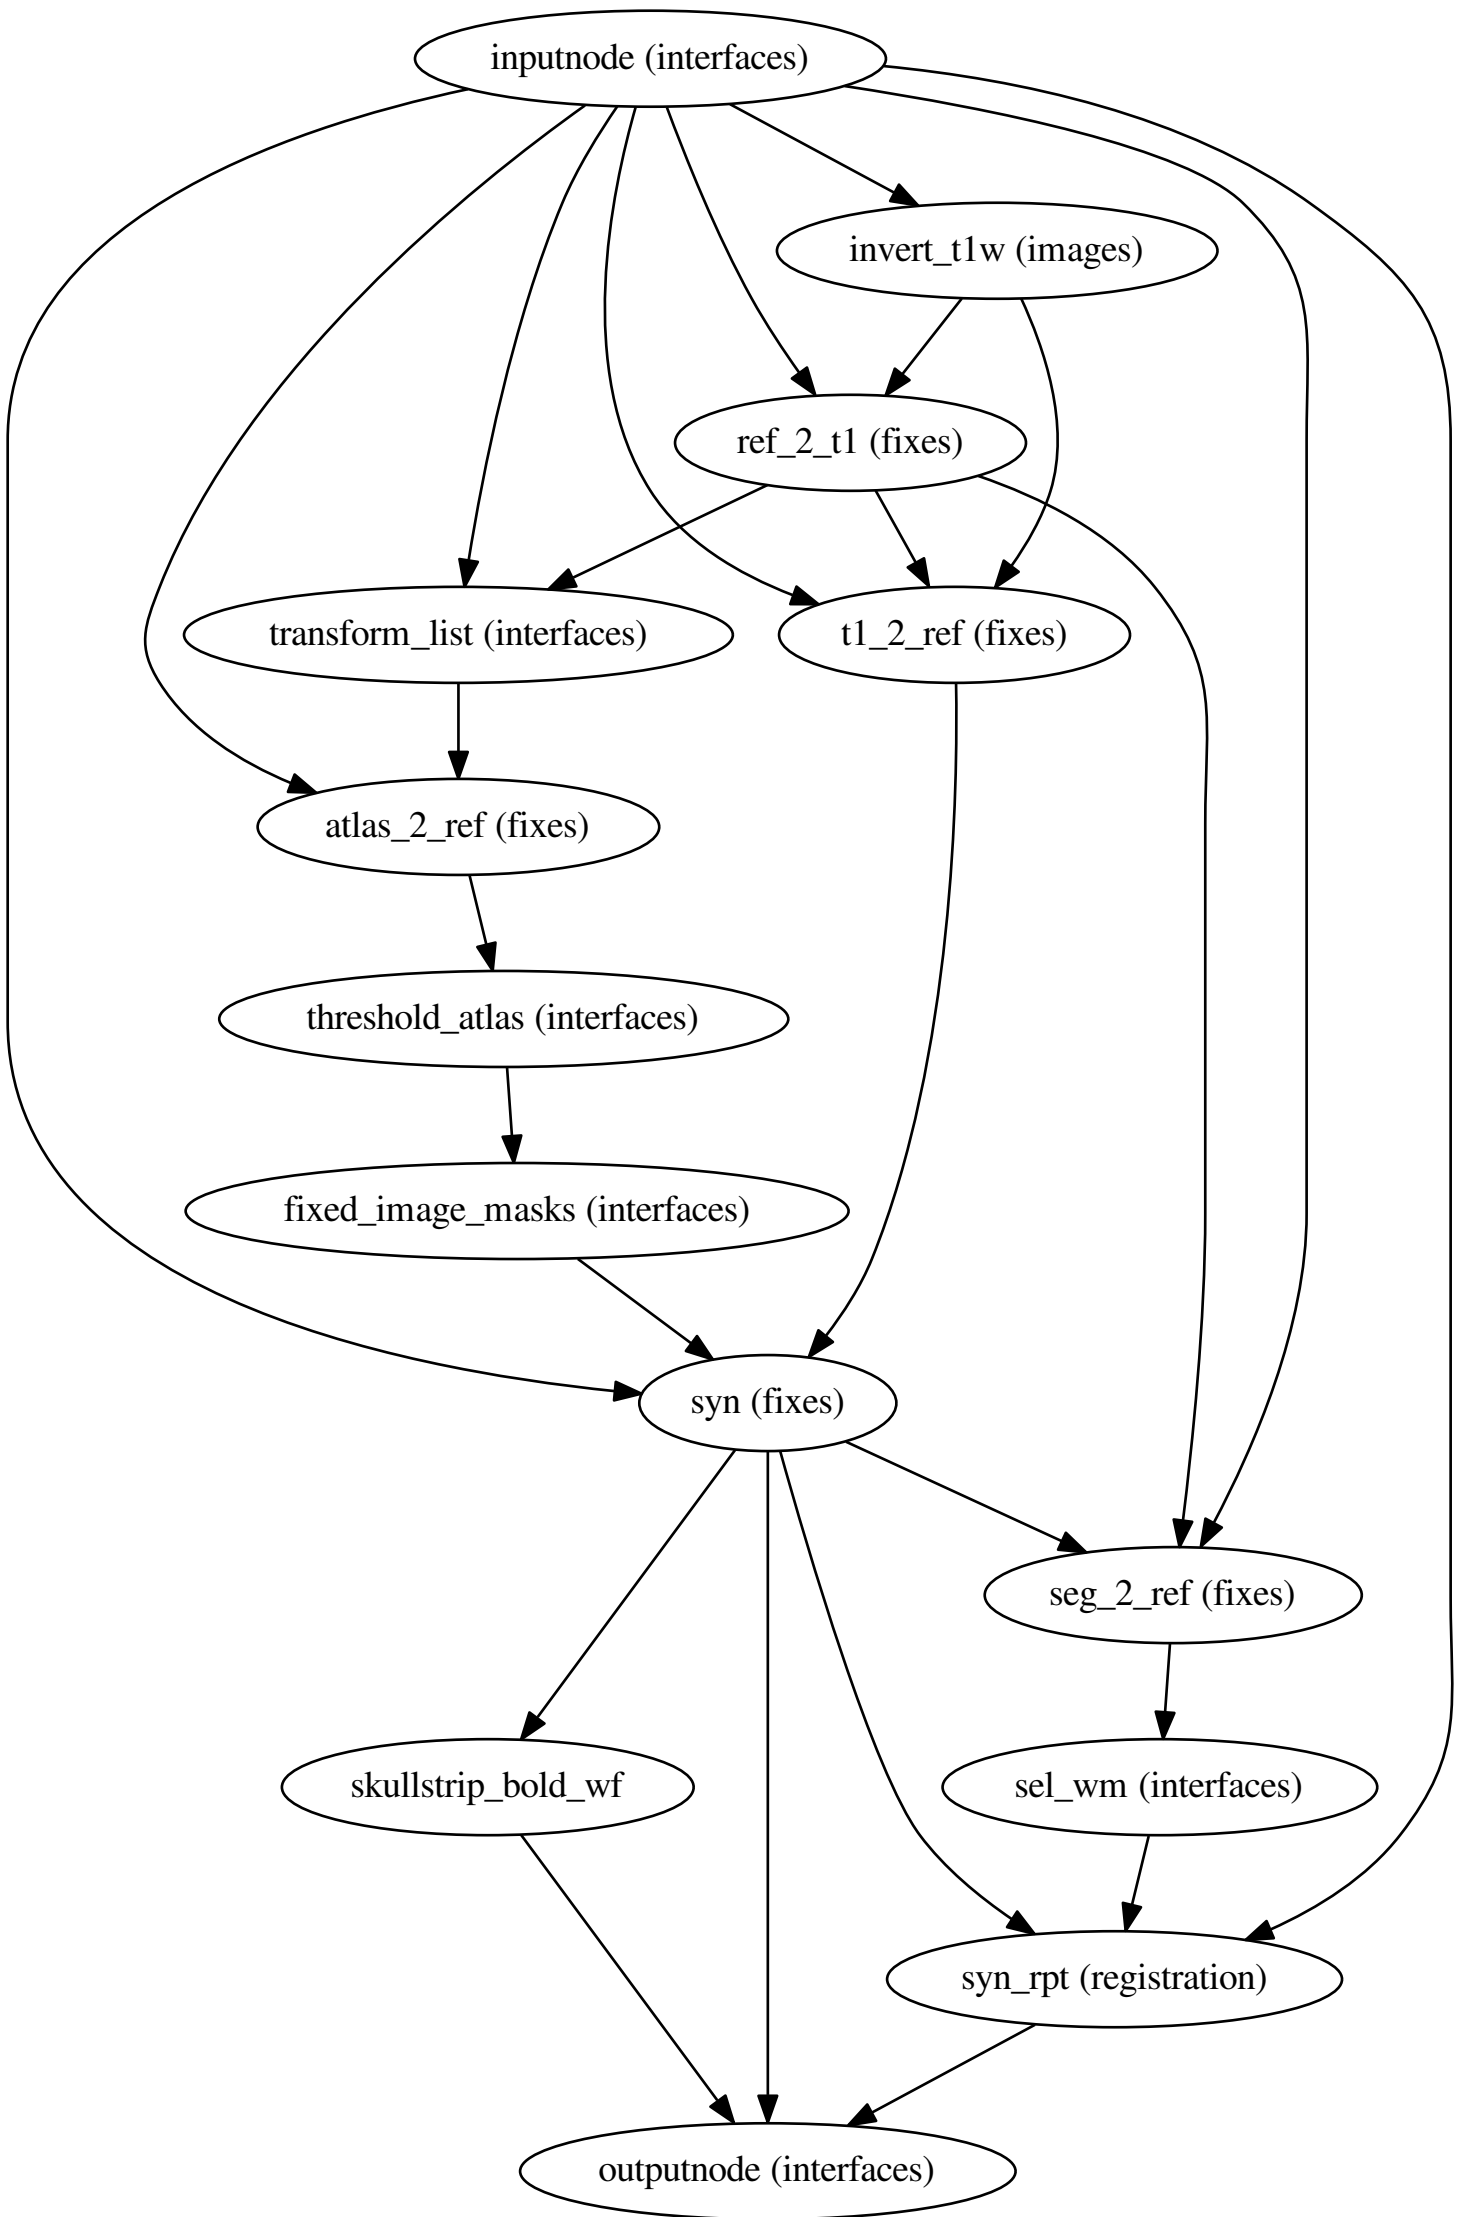 inputnode (interfaces)
invert_t1w (images)
ref_2_t1 (fixes)
transform_list (interfaces)
t1_2_ref (fixes)
atlas_2_ref (fixes)
threshold_atlas (interfaces)
fixed_image_masks (interfaces)
syn (fixes)
seg_2_ref (fixes)
skullstrip_bold_wf
sel_wm (interfaces)
syn_rpt (registration)
outputnode (interfaces)